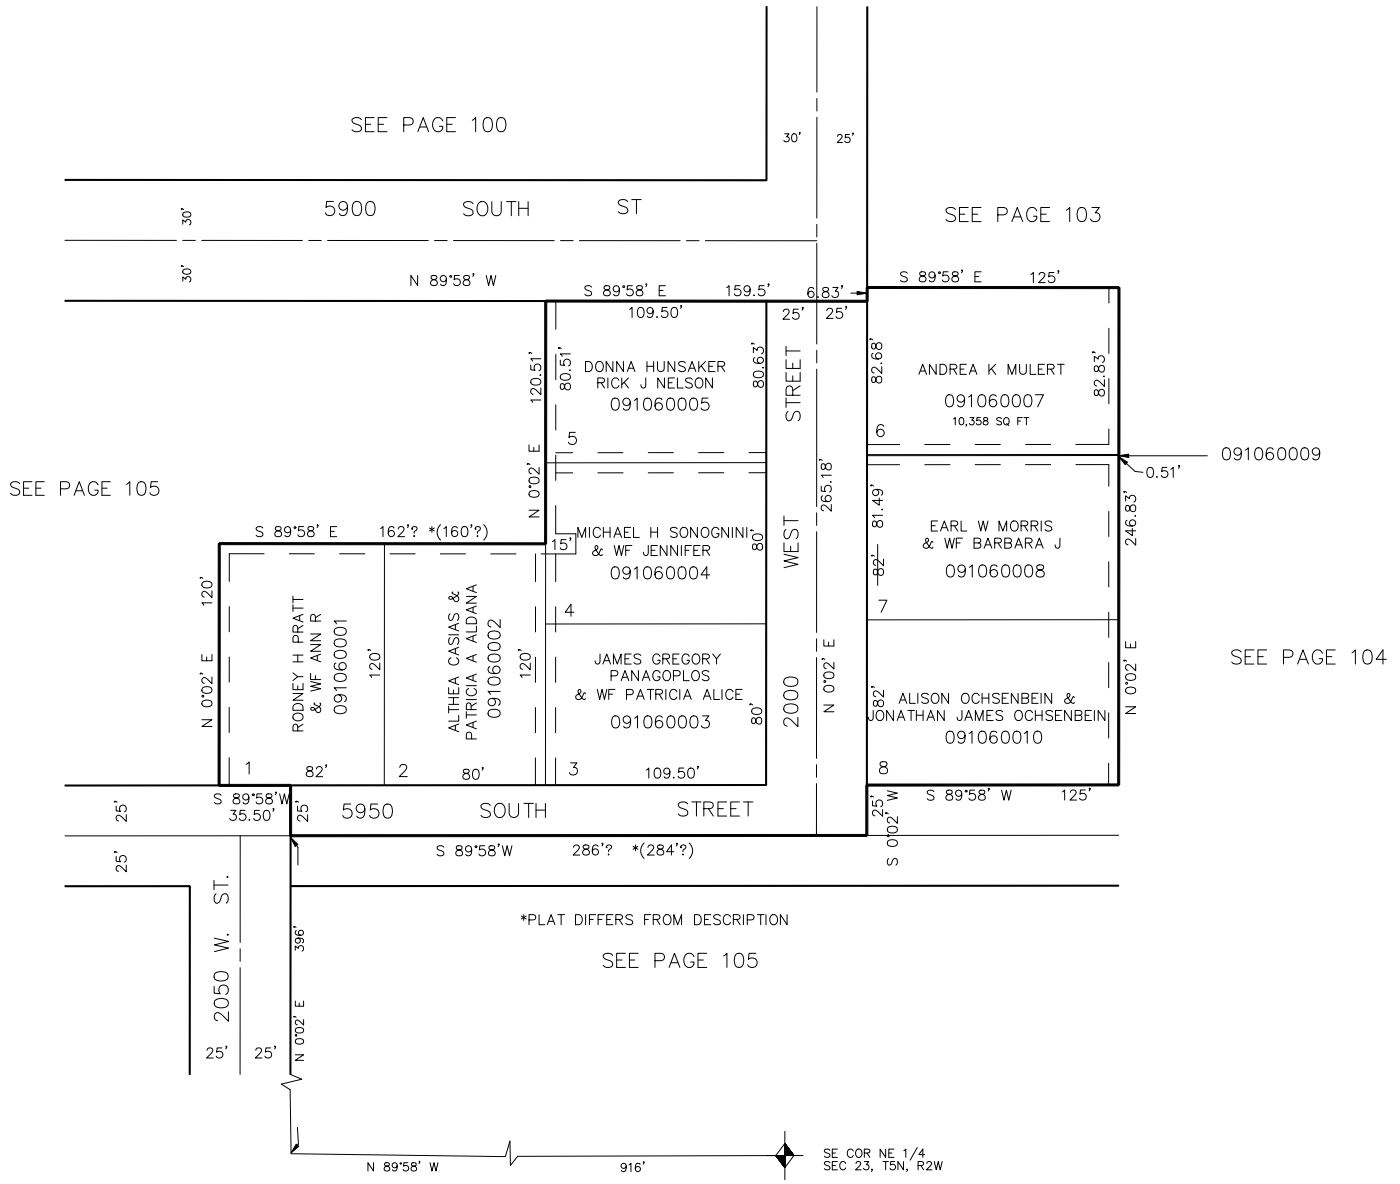 SEE PAGE 100
30' 25'
5900 SOUTH ST
30'
30'
SEE PAGE 103
N 89°58' W
S 89°58' E 159.5' 6.83'
S 89°58' E 125'
109.50'
25' 25'
120.51'
N 0°02' E
80.51'
DONNA HUNSAKER
RICK J NELSON
091060005
5
80.63'
2000 WEST STREET
265.18'
N 0°02' E
82.68'
ANDREA K MULERT
091060007
10,358 SQ FT
6
82.83'
091060009
0.51'
SEE PAGE 105
S 89°58' E 162'? *(160'?)
15'
MICHAEL H SONOGNINI
& WF JENNIFER
091060004
4
80'
81.49'
82'
EARL W MORRIS
& WF BARBARA J
091060008
7
246.83'
N 0°02' E
120'
N 0°02' E
RODNEY H PRATT
& WF ANN R
091060001
120'
1
82'
ALTHEA CASIAS &
PATRICIA A ALDANA
091060002
120'
2
80'
JAMES GREGORY
PANAGOPLOS
& WF PATRICIA ALICE
091060003
80'
3
109.50'
82'
ALISON OCHSENBEIN &
JONATHAN JAMES OCHSENBEIN
091060010
8
SEE PAGE 104
S 89°58'W
35.50'
25'
25'
25'
5950 SOUTH STREET
25'
S 0°02' W
S 89°58' W 125'
S 89°58'W 286'? *(284'?)
2050 W. ST.
25' 25'
396'
N 0°02' E
*PLAT DIFFERS FROM DESCRIPTION
SEE PAGE 105
N 89°58' W 916'
SE COR NE 1/4
SEC 23, T5N, R2W